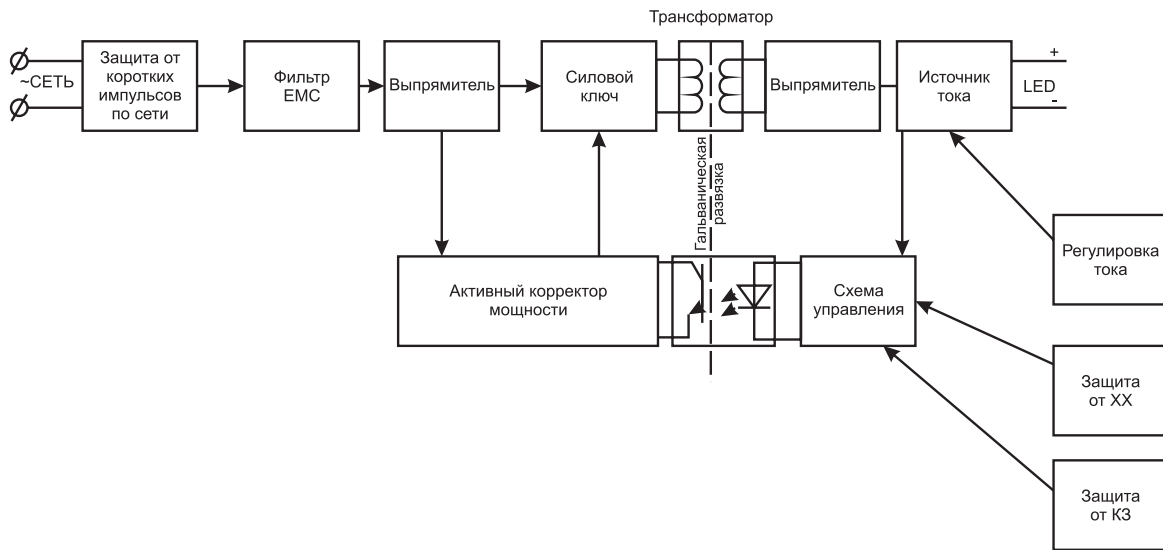 Трансформатор
~СЕТЬ
Защита от
коротких
импульсов
по сети
Фильтр
EMC
Выпрямитель
Силовой
ключ
Выпрямитель
Источник
тока
+
LED
-
Гальваническая
развязка
Регулировка
тока
Активный корректор
мощности
Схема
управления
Защита
от ХХ
Защита
от КЗ